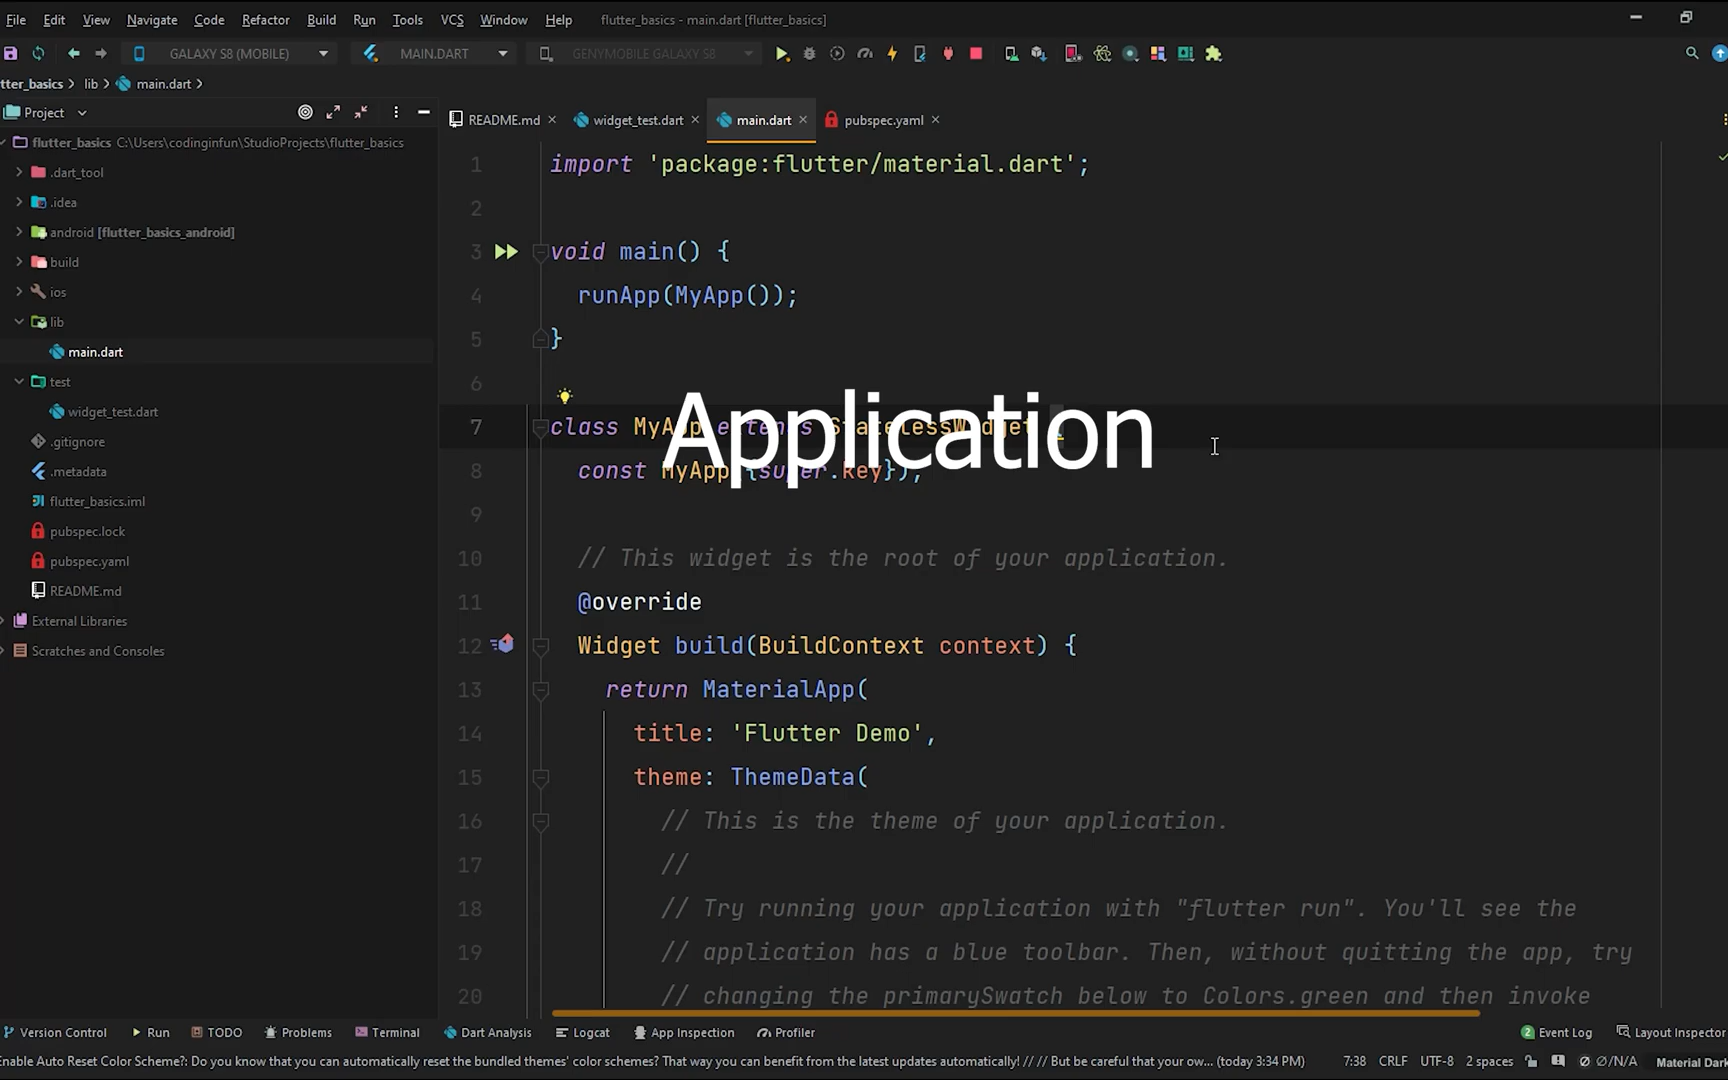 File Edit View Navigate Code Refactor Build Run Tools VCS Window Help flutter_basics - main.dart [flutter_basics]
GALAXY S8 (MOBILE) MAIN.DART GENYMOBILE GALAXY S8
tter_basics lib main.dart
Project
README.md widget_test.dart main.dart pubspec.yaml
flutter_basics C:\Users\codinginfun\StudioProjects\flutter_basics
.dart_tool
.idea
android [flutter_basics_android]
build
ios
lib
main.dart
test
widget_test.dart
.gitignore
.metadata
flutter_basics.iml
pubspec.lock
pubspec.yaml
README.md
External Libraries
Scratches and Consoles
1 import 'package:flutter/material.dart';
2
3 void main() {
4 runApp(MyApp());
5 }
6
Application
7 class MyApp extends StatelessWidget {
8 const MyApp({super.key});
9
10 // This widget is the root of your application.
11 @override
12 Widget build(BuildContext context) {
13 return MaterialApp(
14 title: 'Flutter Demo',
15 theme: ThemeData(
16 // This is the theme of your application.
17 //
18 // Try running your application with "flutter run". You'll see the
19 // application has a blue toolbar. Then, without quitting the app, try
20 // changing the primarySwatch below to Colors.green and then invoke
Version Control Run TODO Problems Terminal Dart Analysis Logcat App Inspection Profiler 2 Event Log Layout Inspector
Enable Auto Reset Color Scheme?: Do you know that you can automatically reset the bundled themes' color schemes? That way you can benefit from the latest updates automatically! // // But be careful that your ow... (today 3:34 PM) 7:38 CRLF UTF-8 2 spaces Ø/N/A Material Dark